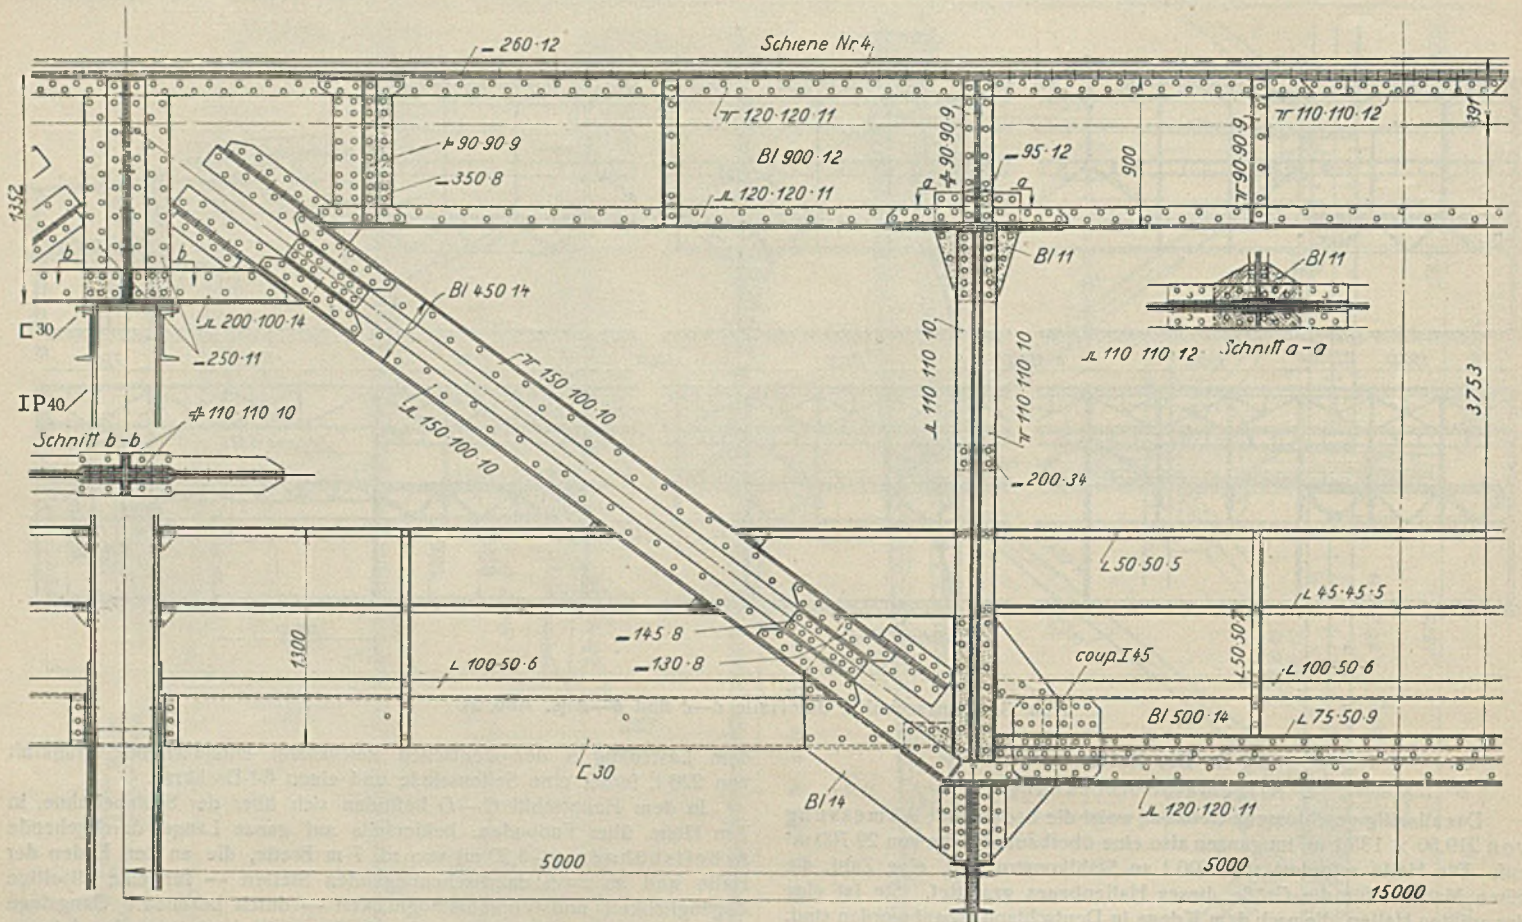 – 260·12
Schiene Nr. 4
⅂Γ 120·120·11
⅂Γ 110·110·12
391
90·90·9
– 350·8
Bl 900·12
90·90·9
– 95·12
900
⅂Γ 90·90·9
⅃L 120·120·11
a
a
1352
b
b
Bl 11
Bl 11
Bl 450 14
⊏ 30
⅃L 200·100·14
– 250·11
⅂Γ 150·100·10
⅃L 110 110 10
⅂Γ 110·110·10
⅃L 110 110 12
Schnitt a-a
3753
IP 40
110 110 10
⅃L 150·100·10
Schnitt b-b
– 200·34
L 50·50·5
L 45·45·5
1300
– 145·8
– 130·8
L 100·50·6
coup. I 45
L 50·50·7
L 100·50·6
Bl 500·14
L 75·50·9
⊏ 30
Bl 14
⅃L 120·120·11
5000
5000
15000